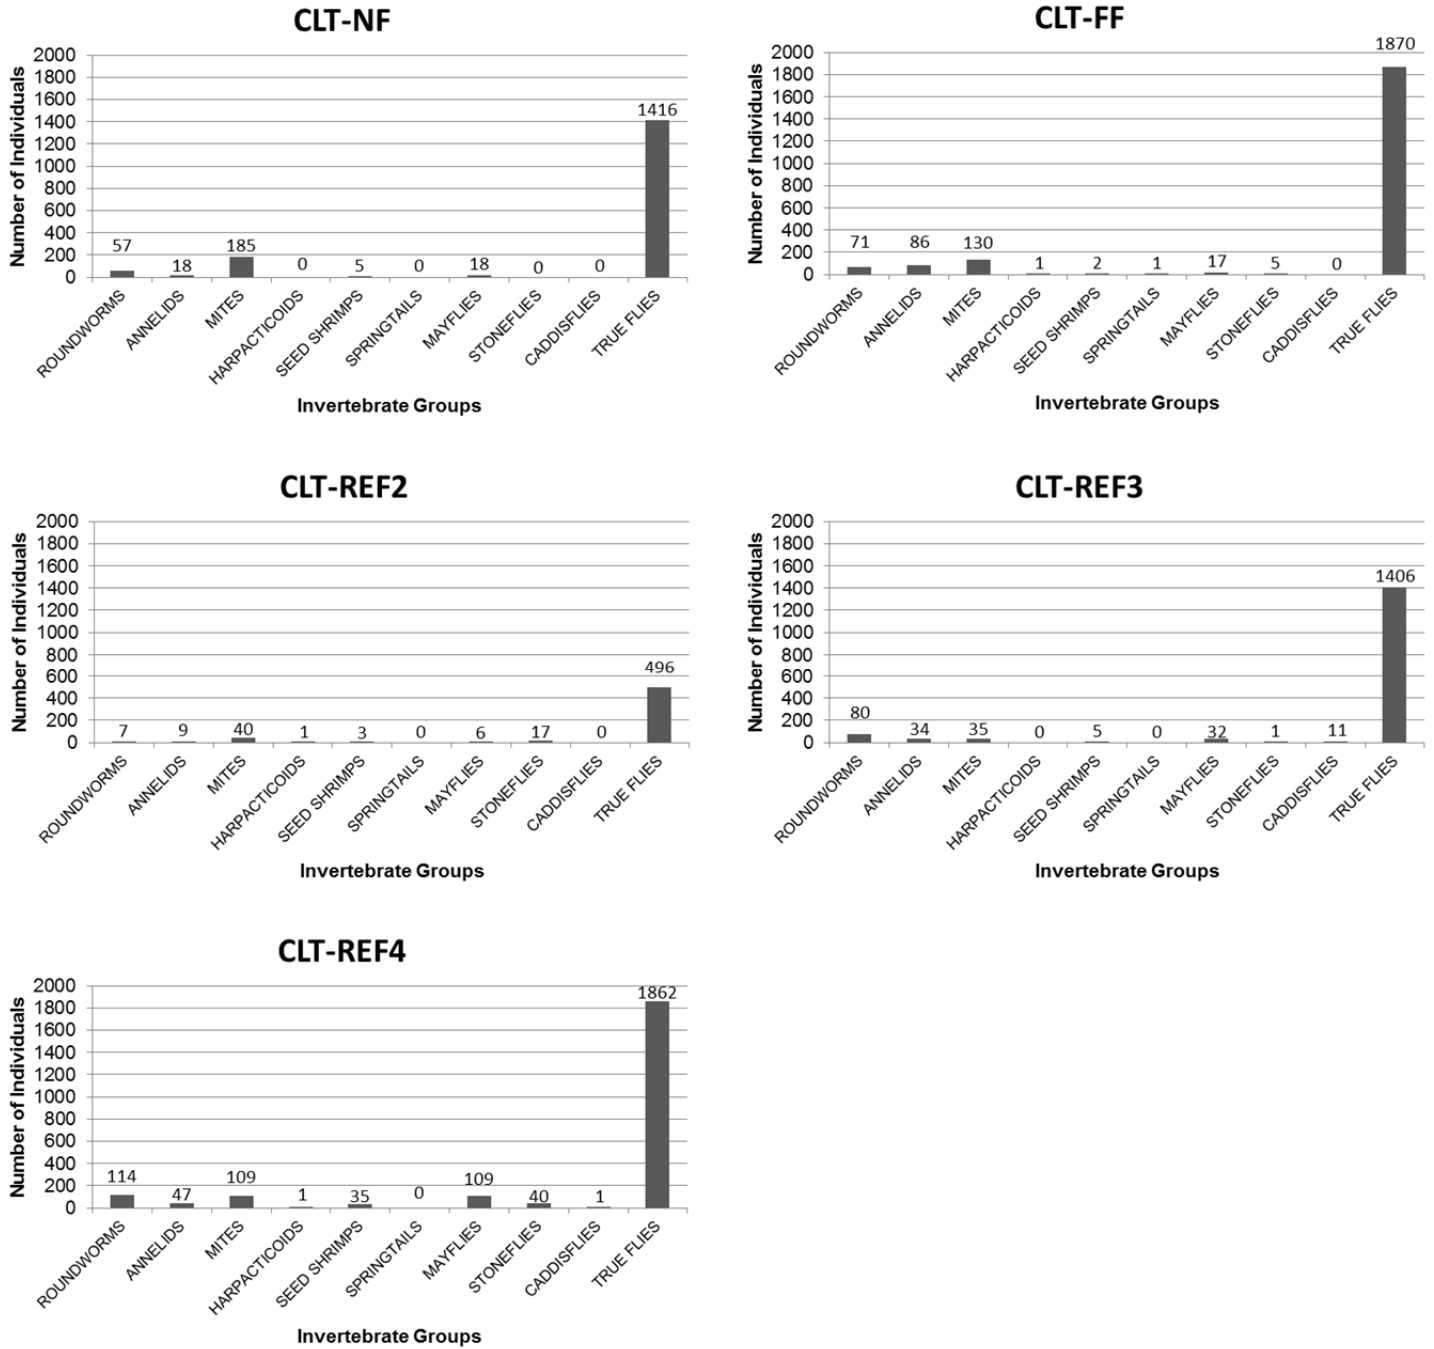 CLT-NF
Number of Individuals
2000
1800
1600
1400
1200
1000
800
600
400
200
0
57
18
185
0
5
0
18
0
0
1416
ROUNDWORMS
ANNELIDS
MITES
HARPACTICOIDS
SEED SHRIMPS
SPRINGTAILS
MAYFLIES
STONEFLIES
CADDISFLIES
TRUE FLIES
Invertebrate Groups
CLT-FF
Number of Individuals
2000
1800
1600
1400
1200
1000
800
600
400
200
0
71
86
130
1
2
1
17
5
0
1870
ROUNDWORMS
ANNELIDS
MITES
HARPACTICOIDS
SEED SHRIMPS
SPRINGTAILS
MAYFLIES
STONEFLIES
CADDISFLIES
TRUE FLIES
Invertebrate Groups
CLT-REF2
Number of Individuals
2000
1800
1600
1400
1200
1000
800
600
400
200
0
7
9
40
1
3
0
6
17
0
496
ROUNDWORMS
ANNELIDS
MITES
HARPACTICOIDS
SEED SHRIMPS
SPRINGTAILS
MAYFLIES
STONEFLIES
CADDISFLIES
TRUE FLIES
Invertebrate Groups
CLT-REF3
Number of Individuals
2000
1800
1600
1400
1200
1000
800
600
400
200
0
80
34
35
0
5
0
32
1
11
1406
ROUNDWORMS
ANNELIDS
MITES
HARPACTICOIDS
SEED SHRIMPS
SPRINGTAILS
MAYFLIES
STONEFLIES
CADDISFLIES
TRUE FLIES
Invertebrate Groups
CLT-REF4
Number of Individuals
2000
1800
1600
1400
1200
1000
800
600
400
200
0
114
47
109
1
35
0
109
40
1
1862
ROUNDWORMS
ANNELIDS
MITES
HARPACTICOIDS
SEED SHRIMPS
SPRINGTAILS
MAYFLIES
STONEFLIES
CADISFLIES
TRUE FLIES
Invertebrate Groups